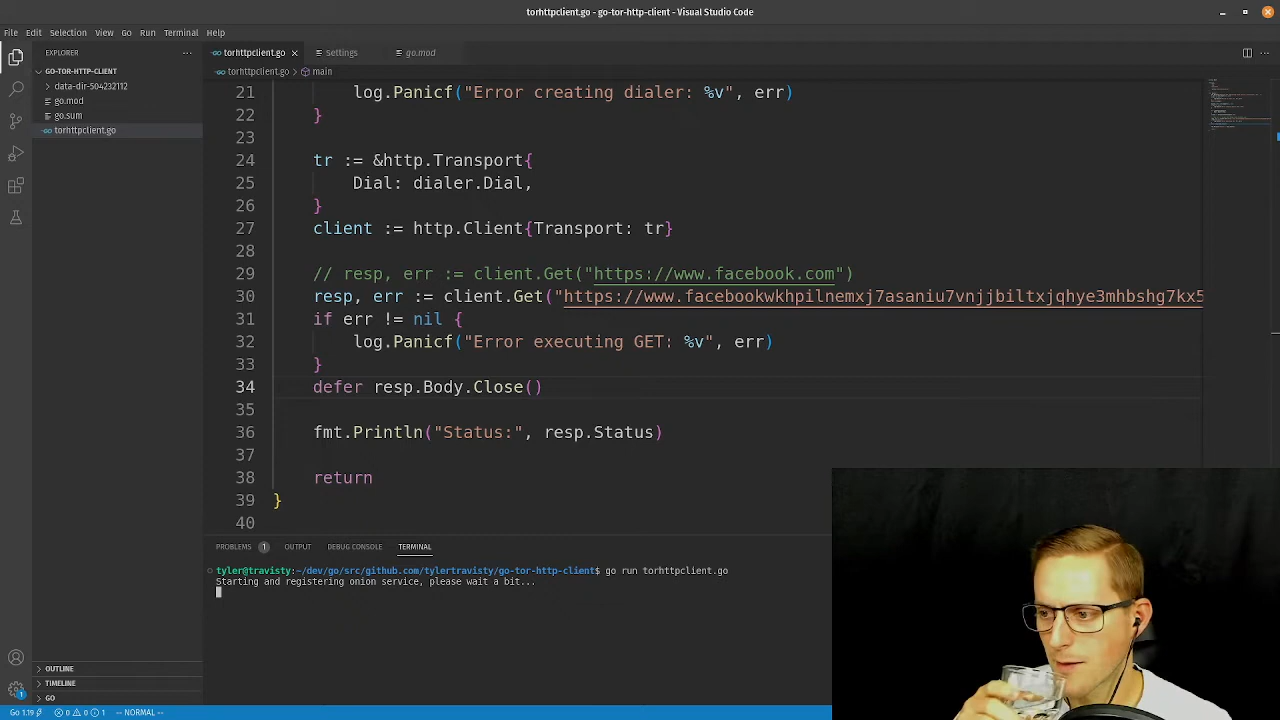 torhttpclient.go - go-tor-http-client - Visual Studio Code
File Edit Selection View Go Run Terminal Help
EXPLORER
torhttpclient.go
settings
go.mod
GO-TOR-HTTP-CLIENT
torhttpclient.go > main
data-dir-504232112
go.mod
go.sum
torhttpclient.go
21 log.Panicf("Error creating dialer: %v", err)
22 }
23
24 tr := &http.Transport{
25 Dial: dialer.Dial,
26 }
27 client := http.Client{Transport: tr}
28
29 // resp, err := client.Get("https://www.facebook.com")
30 resp, err := client.Get("https://www.facebookwkhpilnemxj7asaniu7vnjjbiltxjqhye3mhbshg7kx5
31 if err != nil {
32 log.Panicf("Error executing GET: %v", err)
33 }
34 defer resp.Body.Close()
35
36 fmt.Println("Status:", resp.Status)
37
38 return
39 }
40
PROBLEMS 1 OUTPUT DEBUG CONSOLE TERMINAL
tyler@travisty:~/dev/go/src/github.com/tylertravisty/go-tor-http-client$ go run torhttpclient.go
Starting and registering onion service, please wait a bit...
OUTLINE
TIMELINE
GO
1
Go 1.19 0 0 1 -- NORMAL --